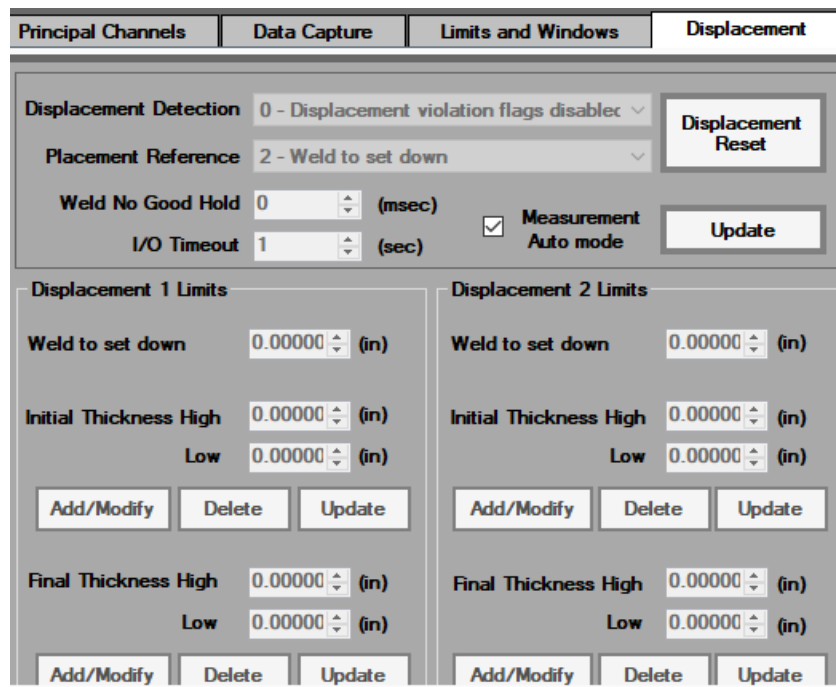 Principal Channels Data Capture Limits and Windows Displacement
Displacement Detection 0 - Displacement violation flags disablec
Displacement
Reset
Placement Reference 2 - Weld to set down
Weld No Good Hold 0 (msec)
Measurement
Auto mode
Update
I/O Timeout 1 (sec)
Displacement 1 Limits
Weld to set down 0.00000 (in)
Initial Thickness High 0.00000 (in)
Low 0.00000 (in)
Add/Modify Delete Update
Final Thickness High 0.00000 (in)
Low 0.00000 (in)
Add/Modify Delete Update
Displacement 2 Limits
Weld to set down 0.00000 (in)
Initial Thickness High 0.00000 (in)
Low 0.00000 (in)
Add/Modify Delete Update
Final Thickness High 0.00000 (in)
Low 0.00000 (in)
Add/Modify Delete Update